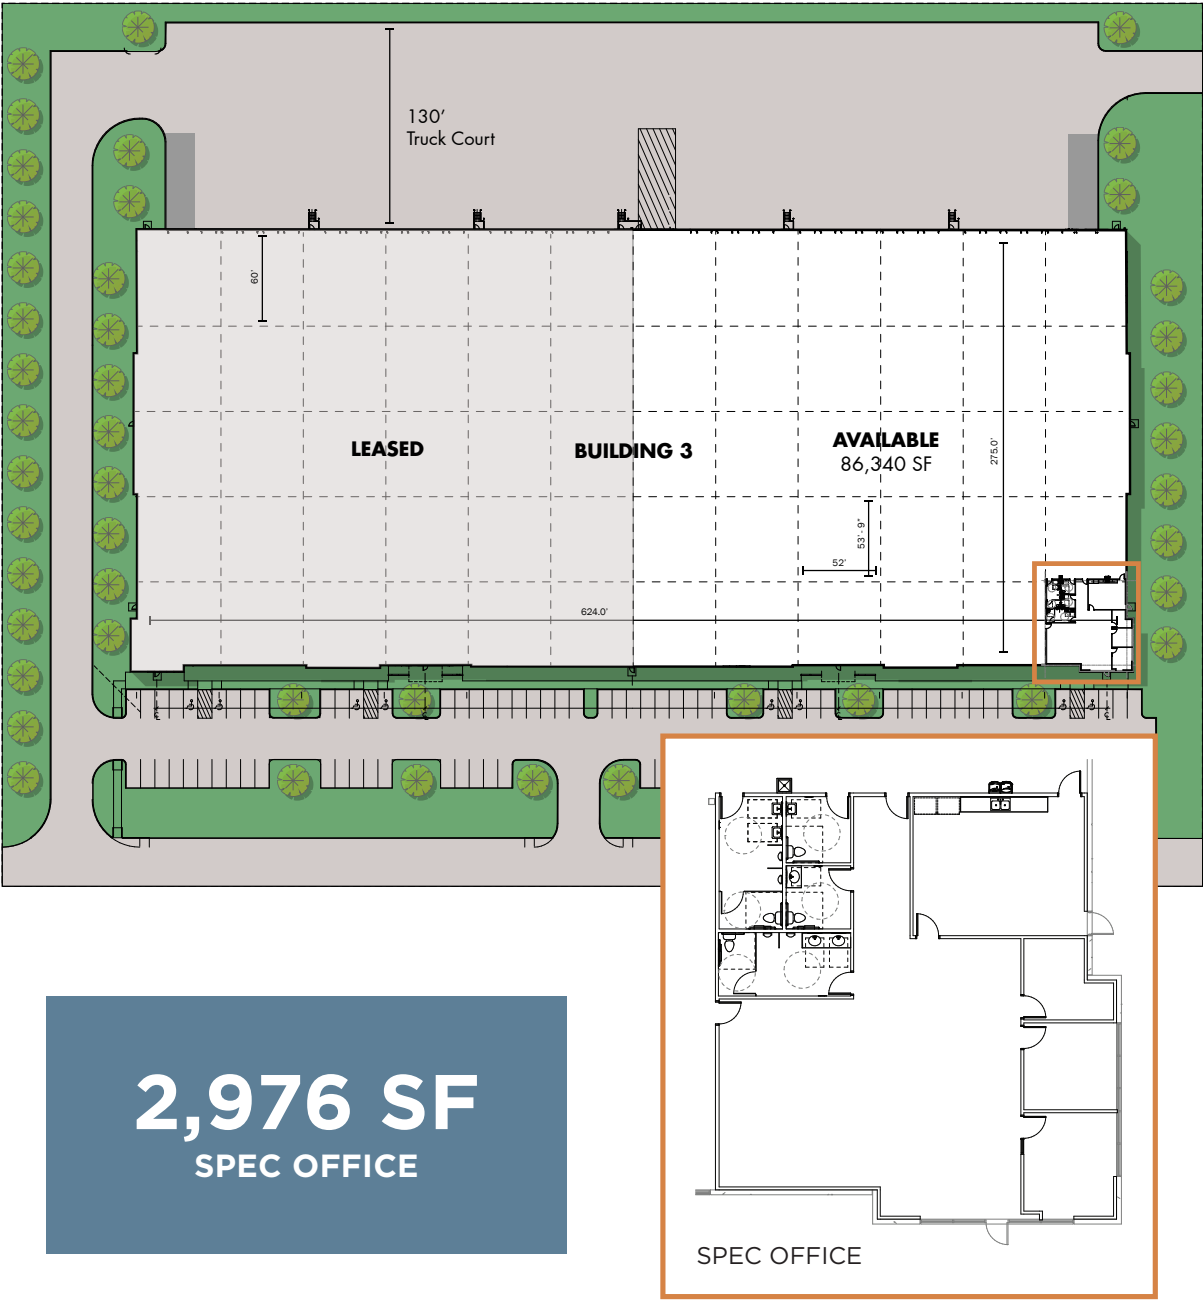 130’
Truck Court
60'
LEASED
BUILDING 3
AVAILABLE
86,340 SF
275.0'
53' - 9"
52'
624.0'
2,976 SF
SPEC OFFICE
SPEC OFFICE